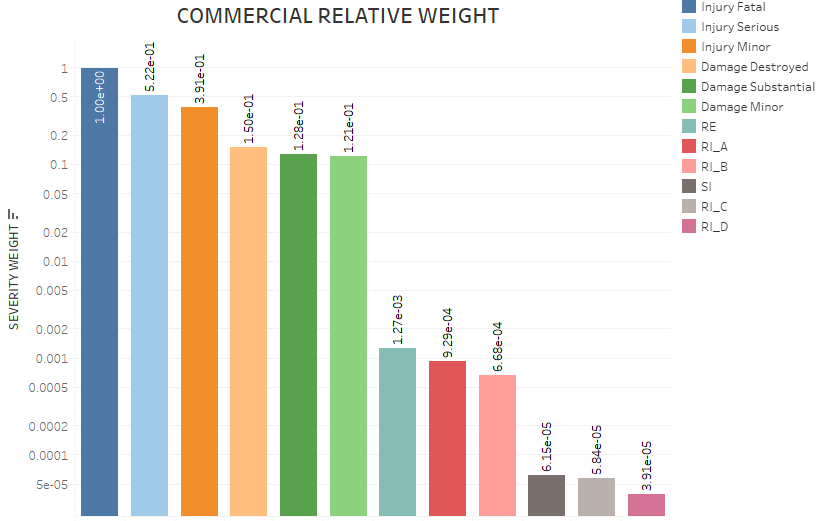 COMMERCIAL RELATIVE WEIGHT
SEVERITY WEIGHT
1
0.5
0.2
0.1
0.05
0.02
0.01
0.005
0.002
0.001
0.0005
0.0002
0.0001
5e-05
1.00e+00
5.22e-01
3.91e-01
1.50e-01
1.28e-01
1.21e-01
1.27e-03
9.29e-04
6.68e-04
6.15e-05
5.84e-05
3.91e-05
Injury Fatal
Injury Serious
Injury Minor
Damage Destroyed
Damage Substantial
Damage Minor
RE
RI_A
RI_B
SI
RI_C
RI_D